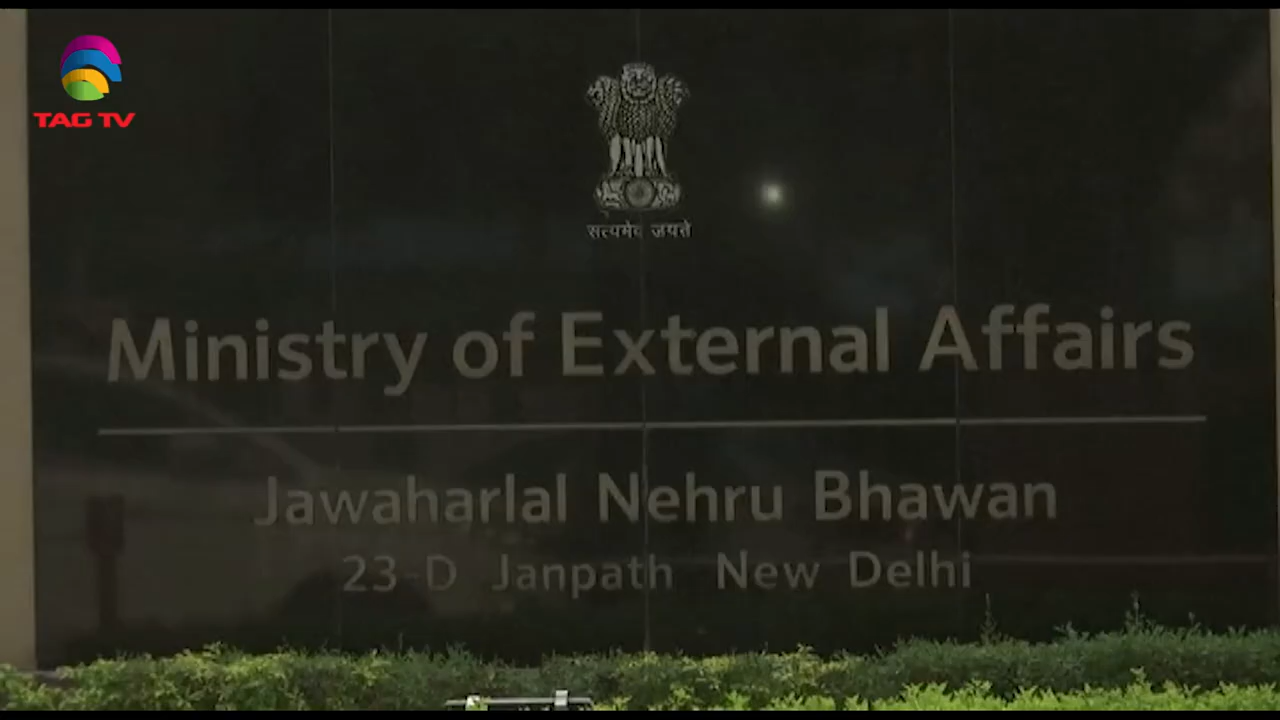 TAG TV
सत्यमेव जयते
Ministry of External Affairs
Jawaharlal Nehru Bhawan
23-D Janpath New Delhi